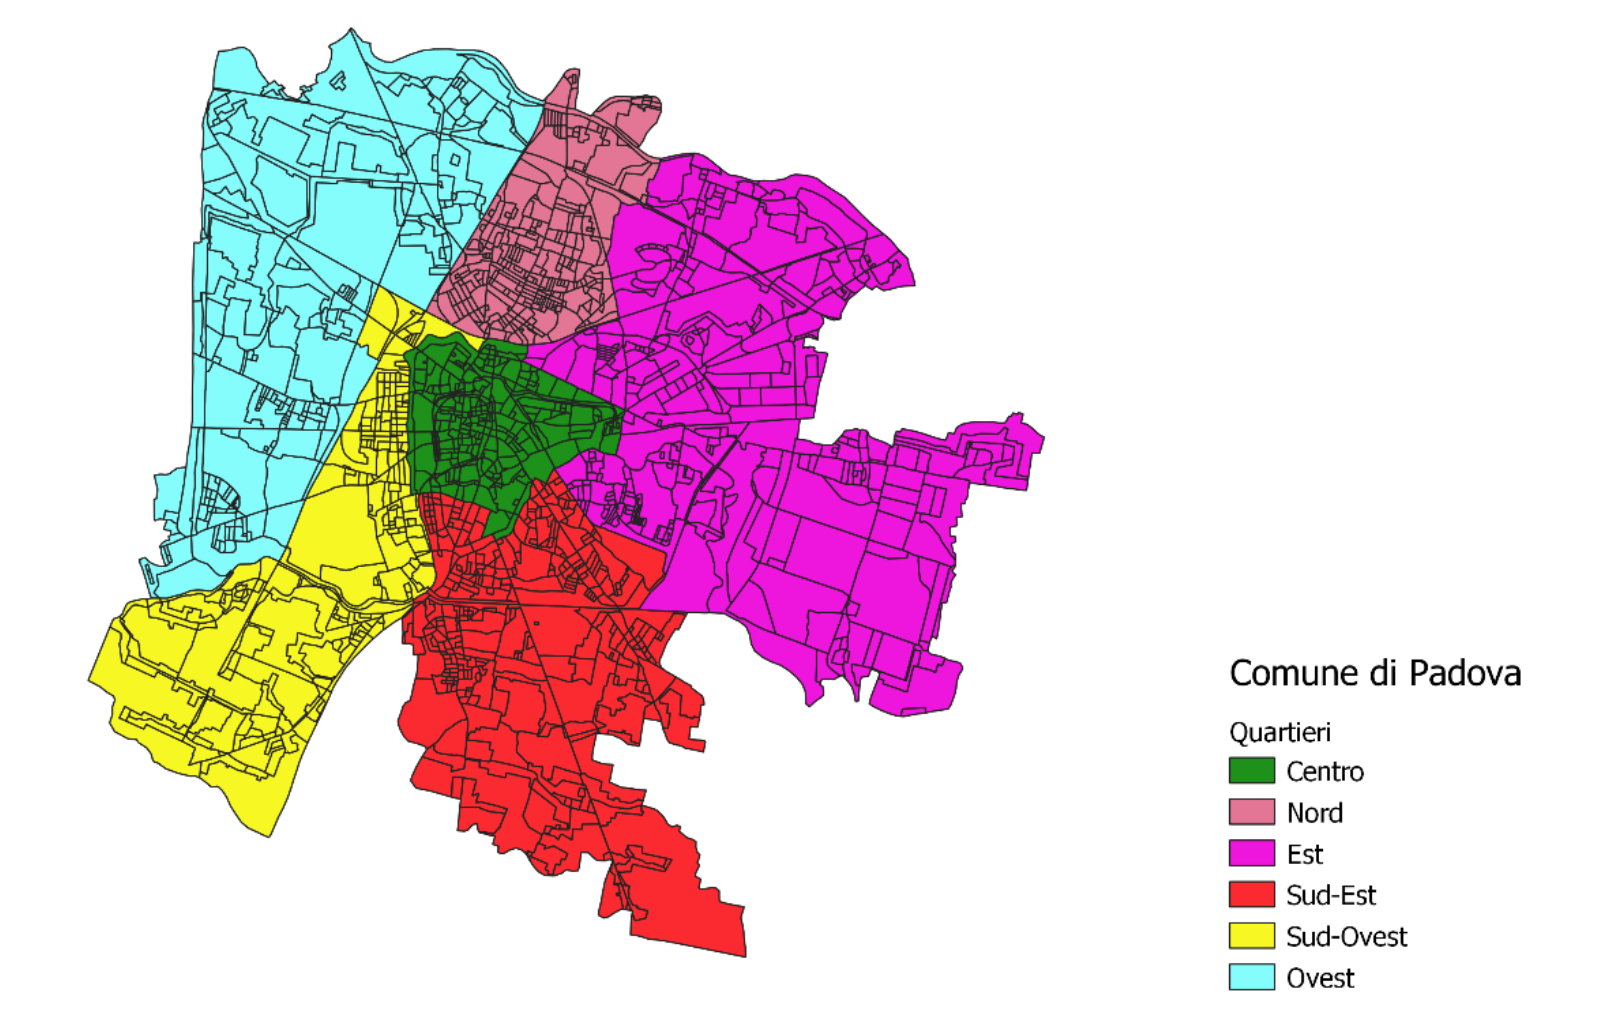 Comune di Padova
Quartieri
Centro
Nord
Est
Sud-Est
Sud-Ovest
Ovest